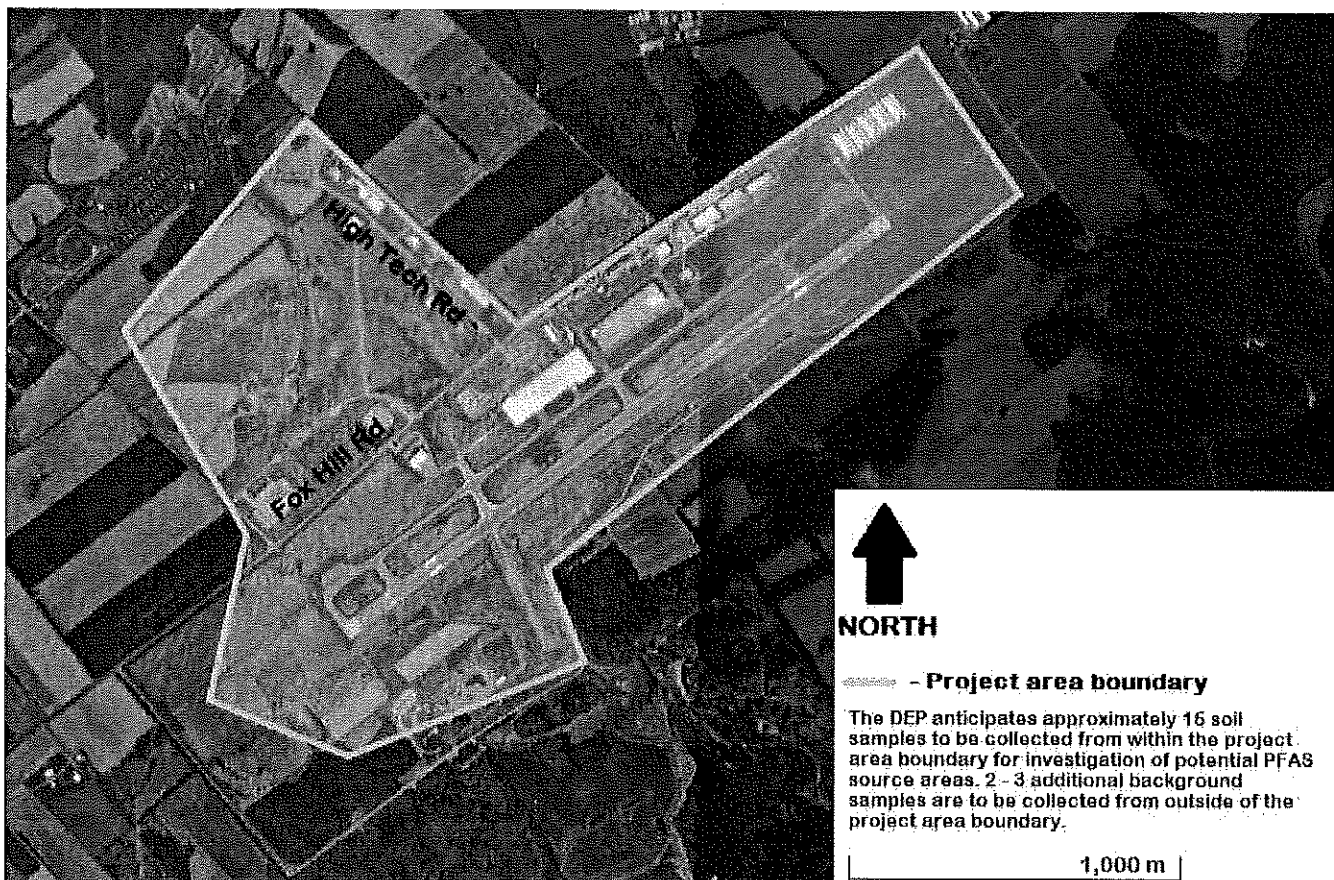 High Tech Rd
Fox Hill Rd
NORTH
- Project area boundary
The DEP anticipates approximately 16 soil
samples to be collected from within the project
area boundary for investigation of potential PFAS
source areas. 2 - 3 additional background
samples are to be collected from outside of the
project area boundary.
1,000 m